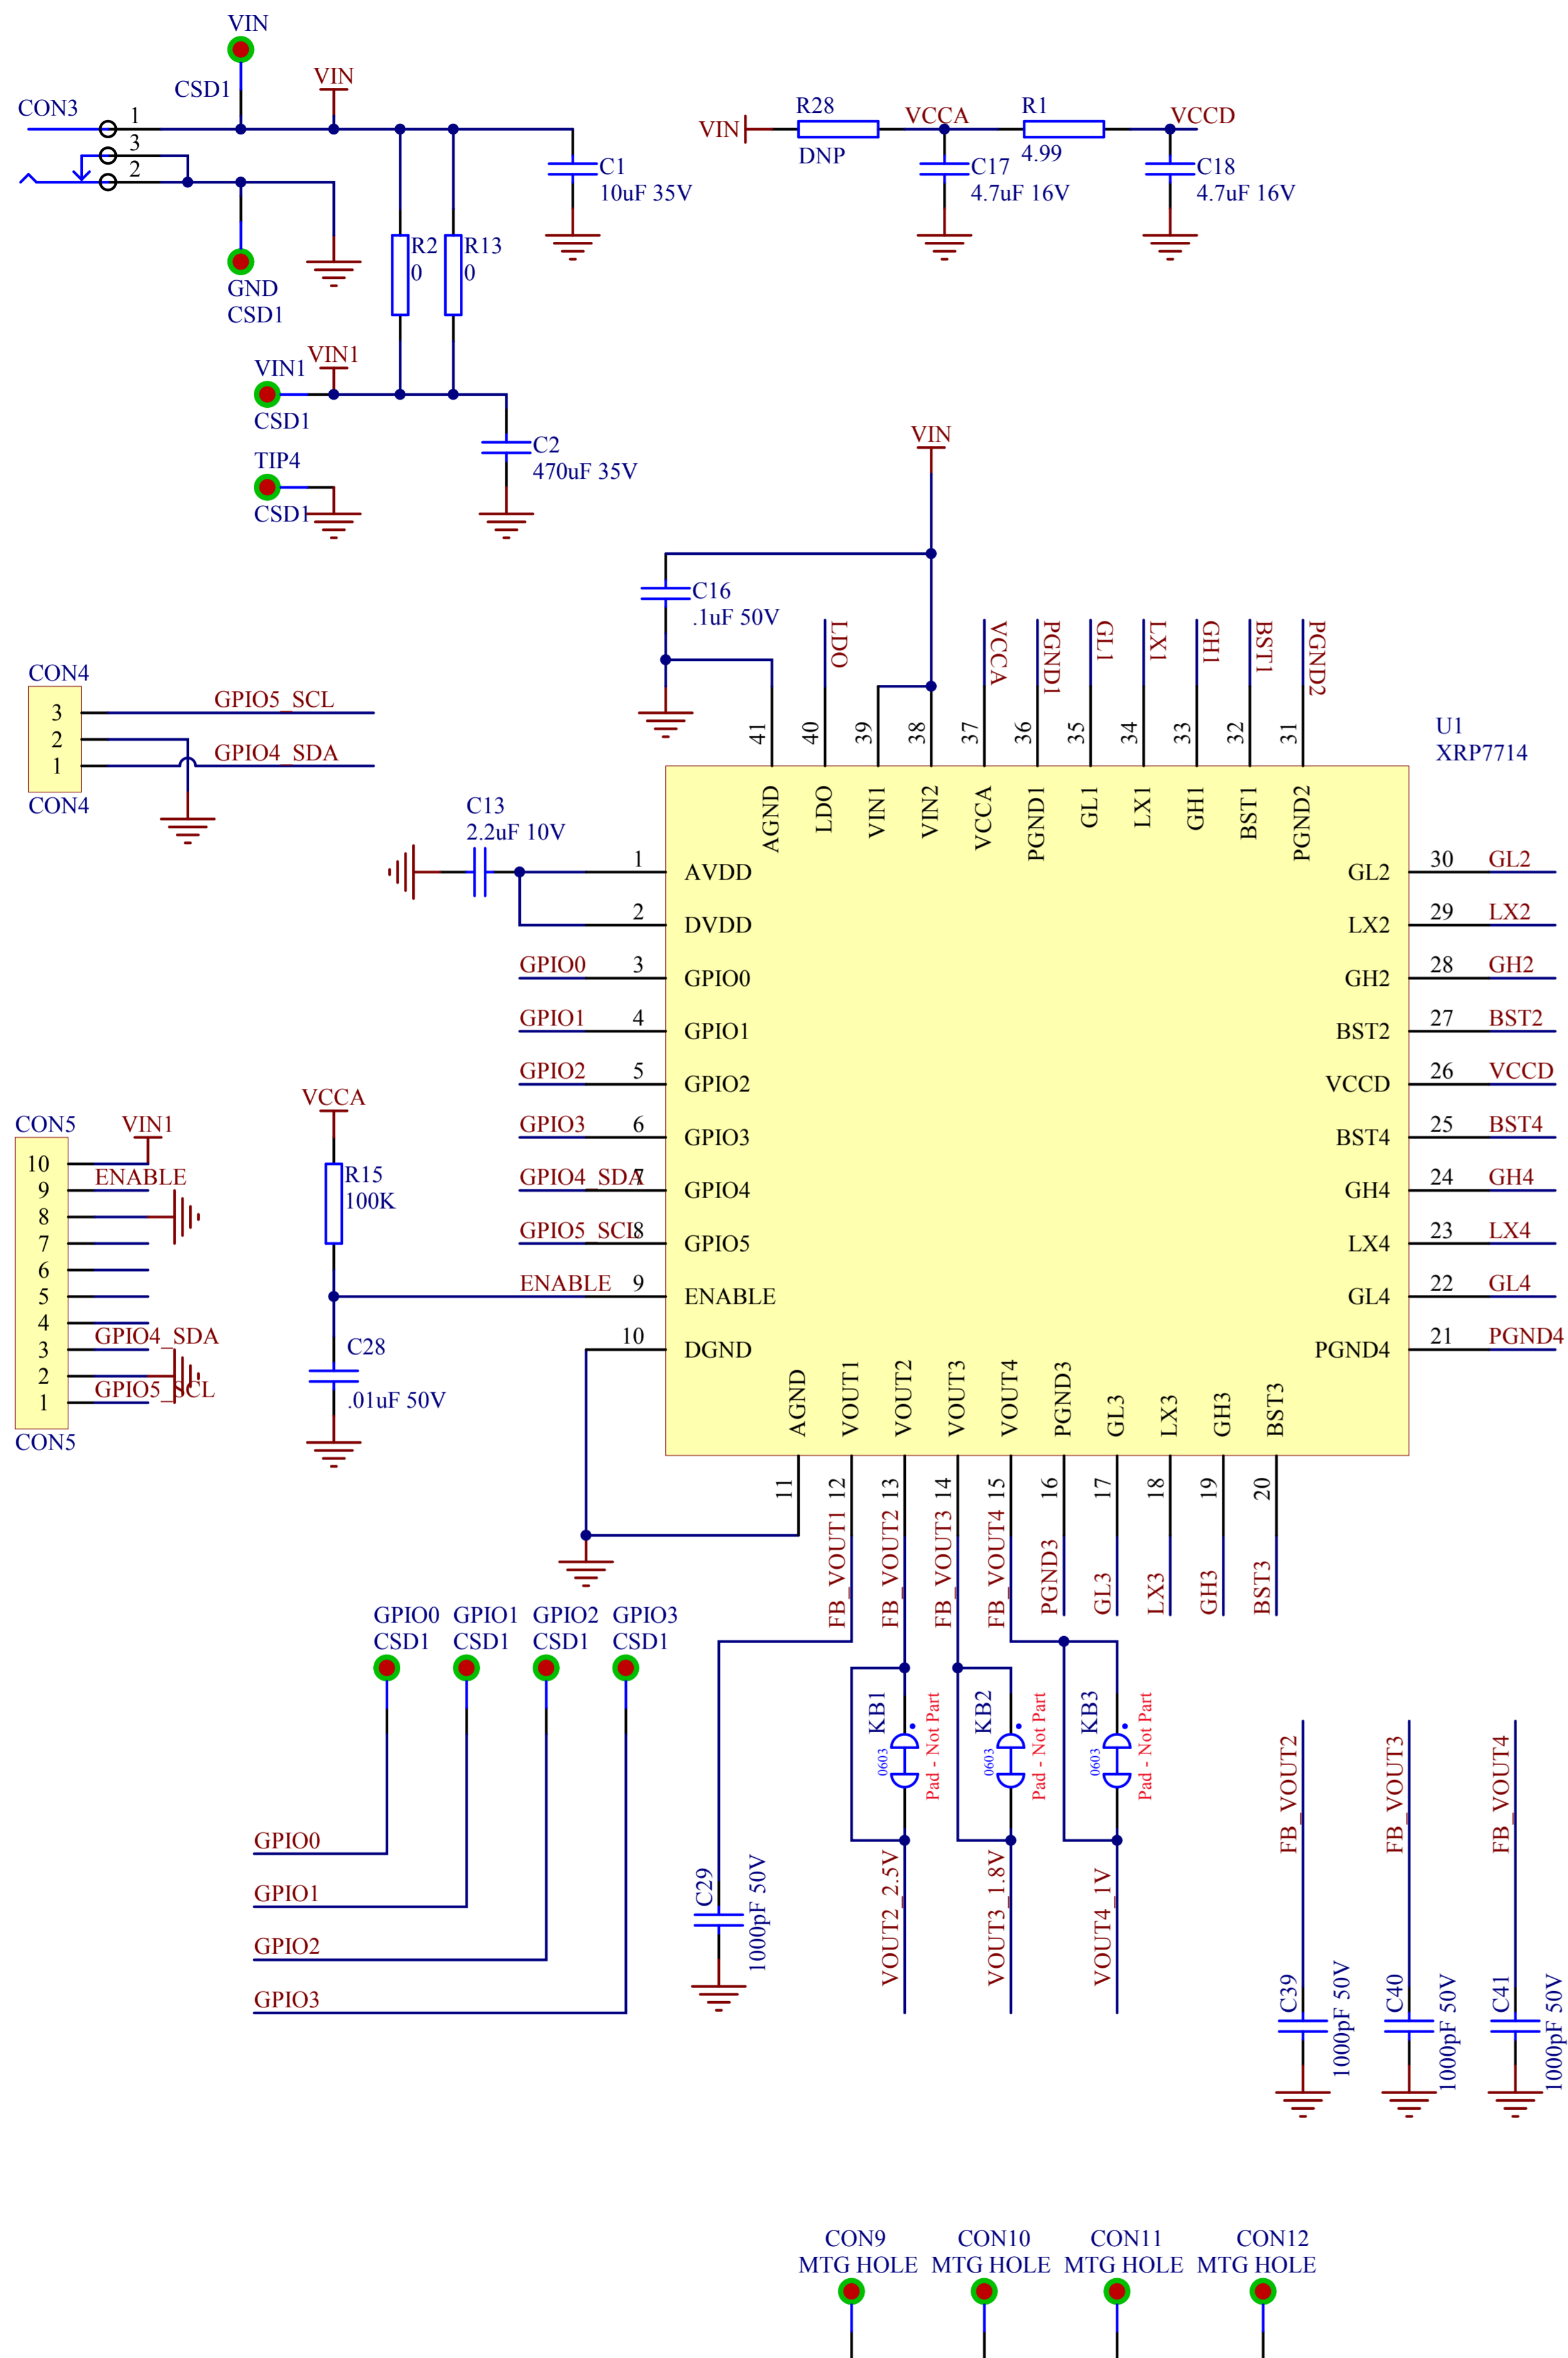 VIN
CSD1
VIN
CON3
1
3
2
C1
10uF 35V
R2
0
R13
0
GND
CSD1
VIN1
VIN1
CSD1
C2
470uF 35V
TIP4
CSD1
VIN
R28
DNP
VCCA
R1
4.99
VCCD
C17
4.7uF 16V
C18
4.7uF 16V
VIN
C16
.1uF 50V
LDO
VCCA
PGND1
GL1
LX1
GH1
BST1
PGND2
41
40
39
38
37
36
35
34
33
32
31
U1
XRP7714
AGND
LDO
VIN1
VIN2
VCCA
PGND1
GL1
LX1
GH1
BST1
PGND2
CON4
3
GPIO5_SCL
2
1
GPIO4_SDA
CON4
C13
2.2uF 10V
1
AVDD
2
DVDD
GPIO0
3
GPIO0
GPIO1
4
GPIO1
GPIO2
5
GPIO2
GPIO3
6
GPIO3
GPIO4_SDA
7
GPIO4
GPIO5_SCL
8
GPIO5
ENABLE
9
ENABLE
10
DGND
GL2
30
GL2
LX2
29
LX2
GH2
28
GH2
BST2
27
BST2
VCCD
26
VCCD
BST4
25
BST4
GH4
24
GH4
LX4
23
LX4
GL4
22
GL4
PGND4
21
PGND4
VCCA
R15
100K
C28
.01uF 50V
CON5
VIN1
10
ENABLE
9
8
7
6
5
4
GPIO4_SDA
3
2
GPIO5_SCL
1
CON5
AGND
VOUT1
VOUT2
VOUT3
VOUT4
PGND3
GL3
LX3
GH3
BST3
11
12
13
14
15
16
17
18
19
20
FB_VOUT1
FB_VOUT2
FB_VOUT3
FB_VOUT4
PGND3
GL3
LX3
GH3
BST3
GPIO0
CSD1
GPIO1
CSD1
GPIO2
CSD1
GPIO3
CSD1
GPIO0
GPIO1
GPIO2
GPIO3
KB1
0603
Pad - Not Part
KB2
0603
Pad - Not Part
KB3
0603
Pad - Not Part
C29
1000pF 50V
VOUT2_2.5V
VOUT3_1.8V
VOUT4_1V
FB_VOUT2
FB_VOUT3
FB_VOUT4
C39
1000pF 50V
C40
1000pF 50V
C41
1000pF 50V
CON9
MTG HOLE
CON10
MTG HOLE
CON11
MTG HOLE
CON12
MTG HOLE